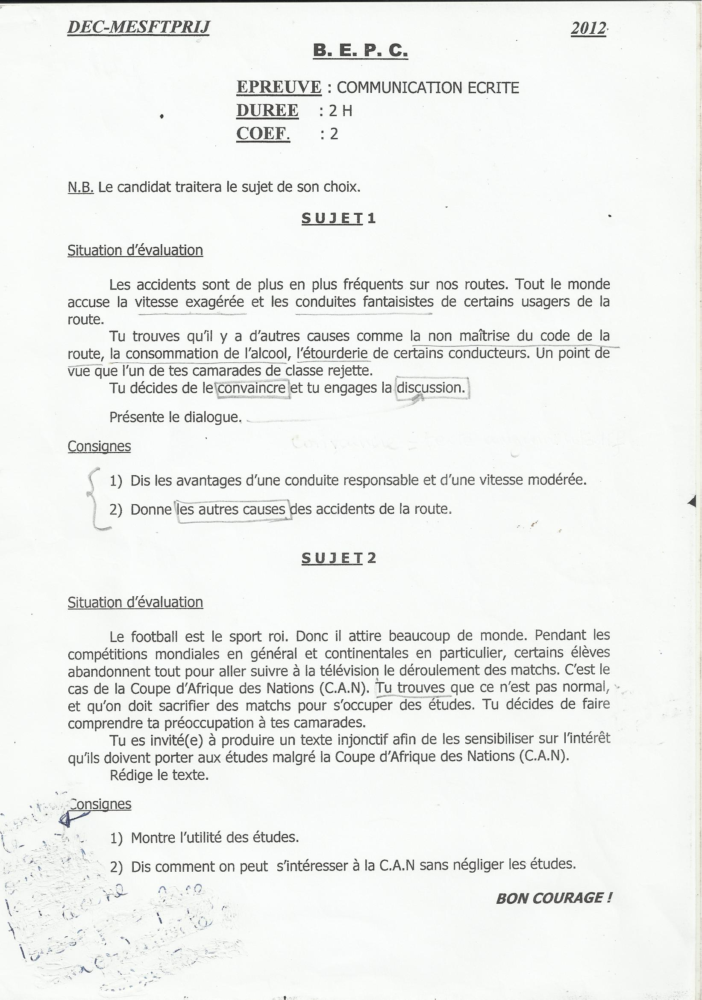 DEC-MESFTPRIJ 2012
B. E. P. C.
EPREUVE : COMMUNICATION ECRITE
DUREE : 2 H
COEF. : 2
N.B. Le candidat traitera le sujet de son choix.
S U J E T 1
Situation d'évaluation
Les accidents sont de plus en plus fréquents sur nos routes. Tout le monde
accuse la vitesse exagérée et les conduites fantaisistes de certains usagers de la
route.
Tu trouves qu'il y a d'autres causes comme la non maîtrise du code de la
route, la consommation de l'alcool, l'étourderie de certains conducteurs. Un point de
vue que l'un de tes camarades de classe rejette.
Tu décides de le convaincre et tu engages la discussion.
Présente le dialogue.
Consignes
1) Dis les avantages d'une conduite responsable et d'une vitesse modérée.
2) Donne les autres causes des accidents de la route.
S U J E T 2
Situation d'évaluation
Le football est le sport roi. Donc il attire beaucoup de monde. Pendant les
compétitions mondiales en général et continentales en particulier, certains élèves
abandonnent tout pour aller suivre à la télévision le déroulement des matchs. C'est le
cas de la Coupe d'Afrique des Nations (C.A.N). Tu trouves que ce n'est pas normal,
et qu'on doit sacrifier des matchs pour s'occuper des études. Tu décides de faire
comprendre ta préoccupation à tes camarades.
Tu es invité(e) à produire un texte injonctif afin de les sensibiliser sur l'intérêt
qu'ils doivent porter aux études malgré la Coupe d'Afrique des Nations (C.A.N).
Rédige le texte.
Consignes
1) Montre l'utilité des études.
2) Dis comment on peut s'intéresser à la C.A.N sans négliger les études.
BON COURAGE !